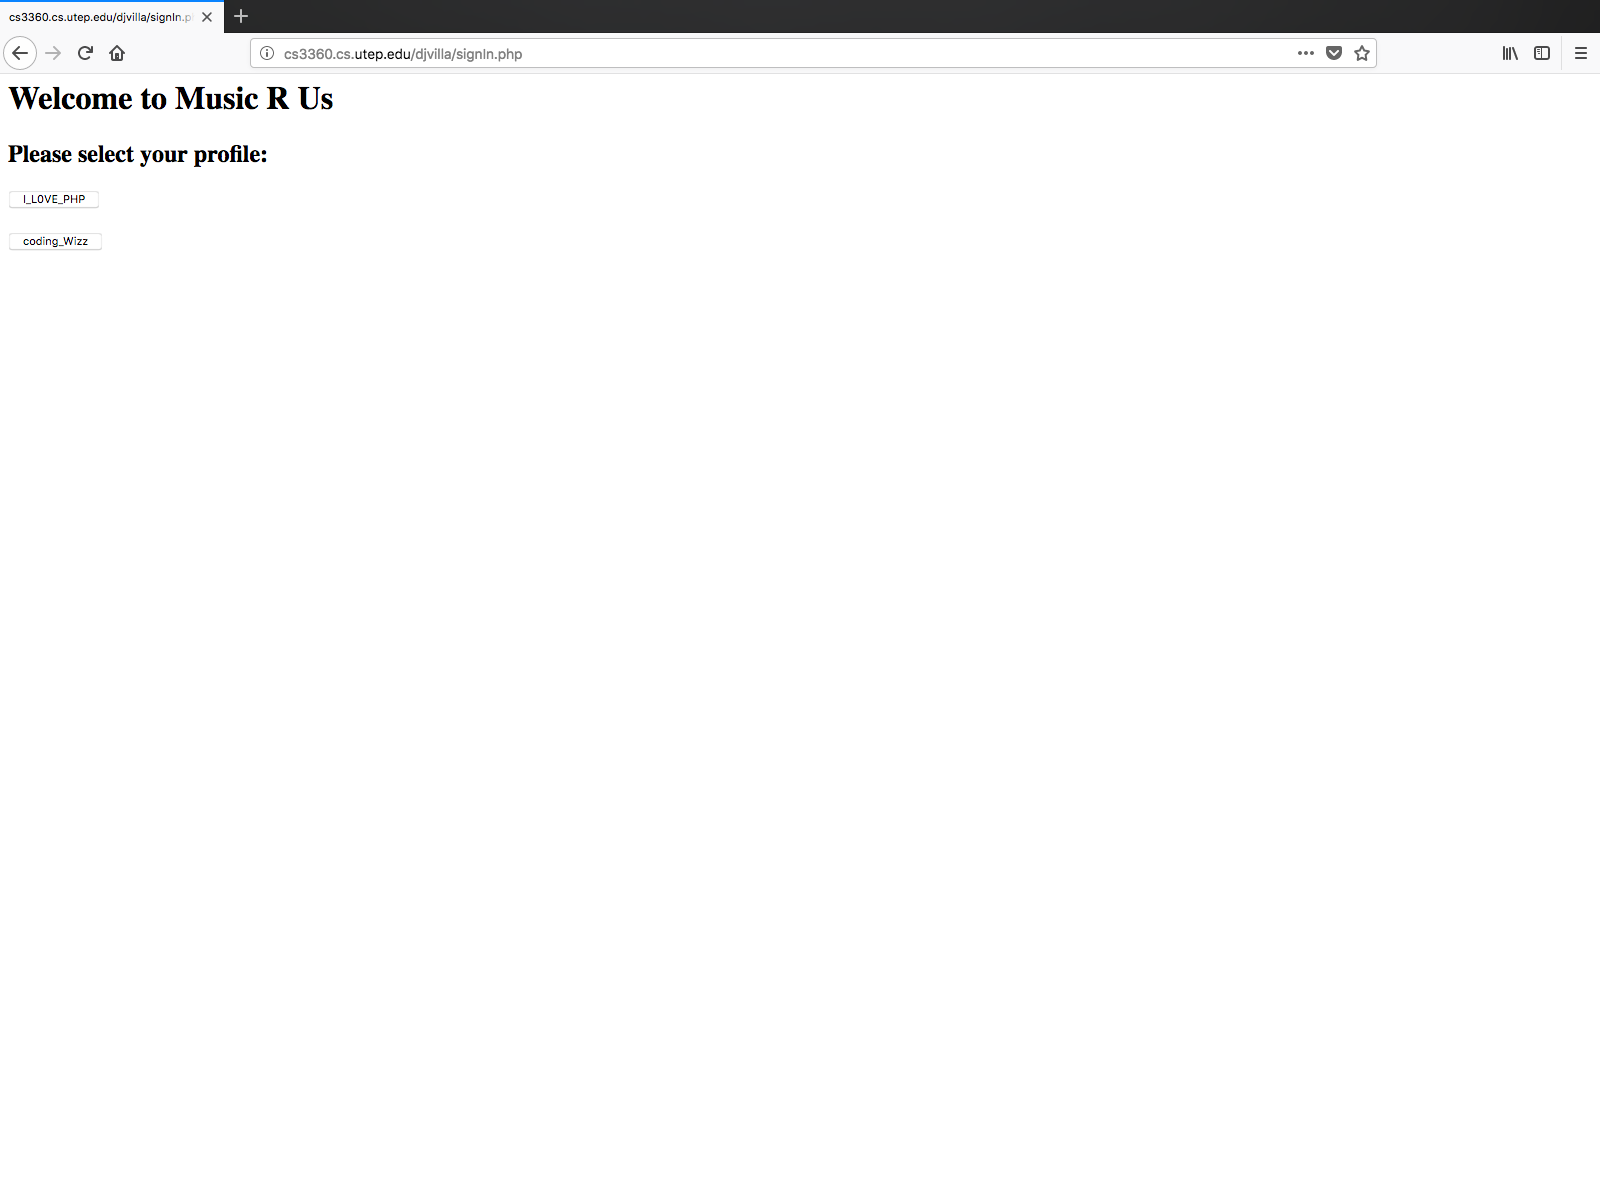 cs3360.cs.utep.edu/djvilla/signIn.p
cs3360.cs.utep.edu/djvilla/signIn.php
Welcome to Music R Us
Please select your profile:
I_LOVE_PHP
coding_Wizz